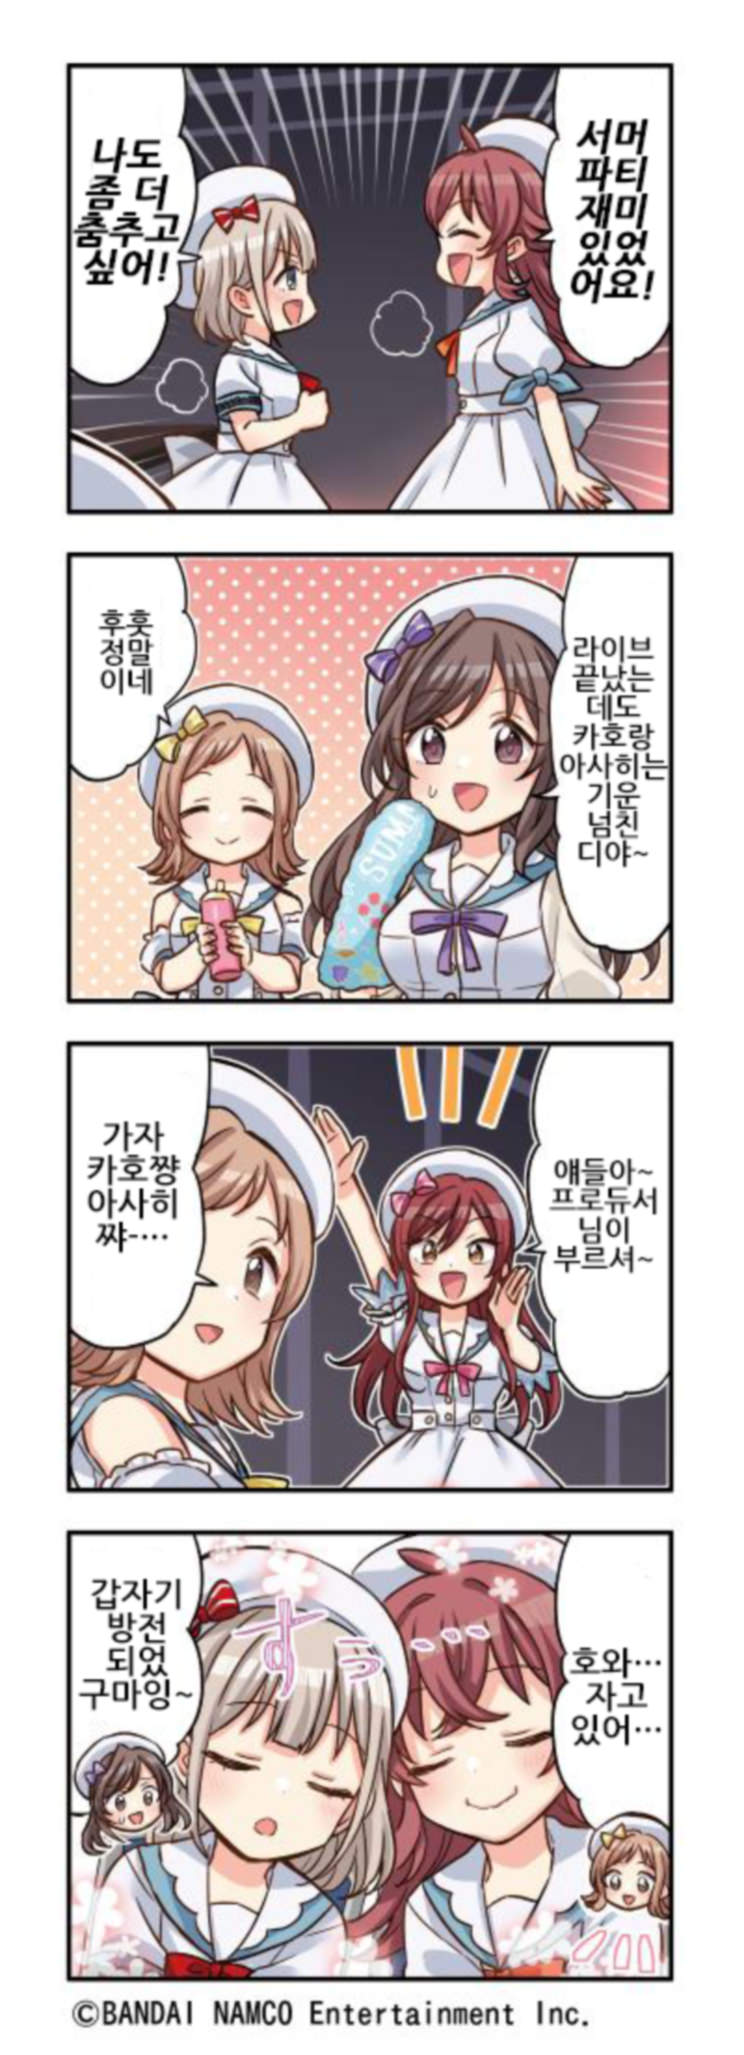 머
티
미
었
요!
서
파
재
있
어
나도
좀 더
춤추고
싶어!
라이브
끝났는
데도
카호랑
아사히는
기운
넘친
디야~
후훗
정말
이네
SUMM
얘들아~
프로듀서
님이
부르셔~
가자
카호쨩
아사히
쨔-…
호와…
자고
있어…
갑자기
방전
되었
구마잉~
すぅ…
©BANDAI NAMCO Entertainment Inc.